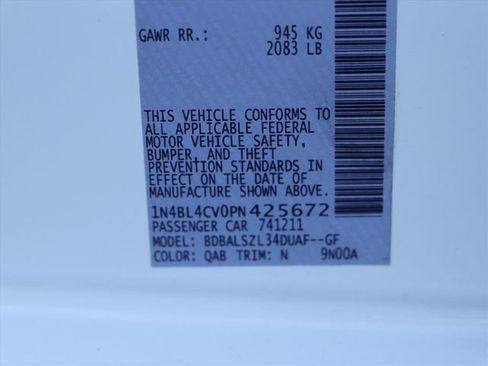 GAWR RR.: 945 KG
2083 LB
THIS VEHICLE CONFORMS TO
ALL APPLICABLE FEDERAL
MOTOR VEHICLE SAFETY,
BUMPER, AND THEFT
PREVENTION STANDARDS IN
EFFECT ON THE DATE OF
MANUFACTURE SHOWN ABOVE.
1N4BL4CV0PN425672
PASSENGER CAR 741211
MODEL: BDBALSZL34DUAF--GF
COLOR: QAB TRIM: N 9N00A